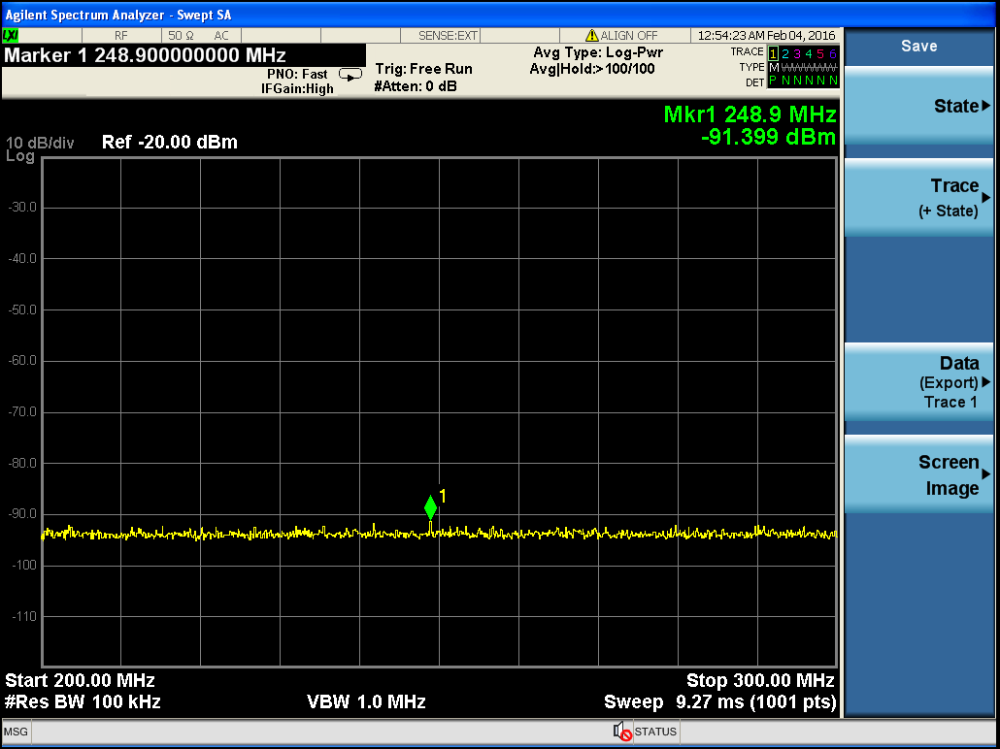 Agilent Spectrum Analyzer - Swept SA
LXI RF 50 Ω AC SENSE:EXT ALIGN OFF 12:54:23 AM Feb 04, 2016
Marker 1 248.900000000 MHz
PNO: Fast
IFGain:High
Trig: Free Run
#Atten: 0 dB
Avg Type: Log-Pwr
Avg|Hold:>100/100
TRACE 1 2 3 4 5 6
TYPE M
DET P N N N N N
Mkr1 248.9 MHz
-91.399 dBm
10 dB/div
Log
Ref -20.00 dBm
-30.0
-40.0
-50.0
-60.0
-70.0
-80.0
1
-90.0
-100
-110
Start 200.00 MHz
Stop 300.00 MHz
#Res BW 100 kHz
VBW 1.0 MHz
Sweep 9.27 ms (1001 pts)
MSG
STATUS
Save
State
Trace
(+ State)
Data
(Export)
Trace 1
Screen
Image